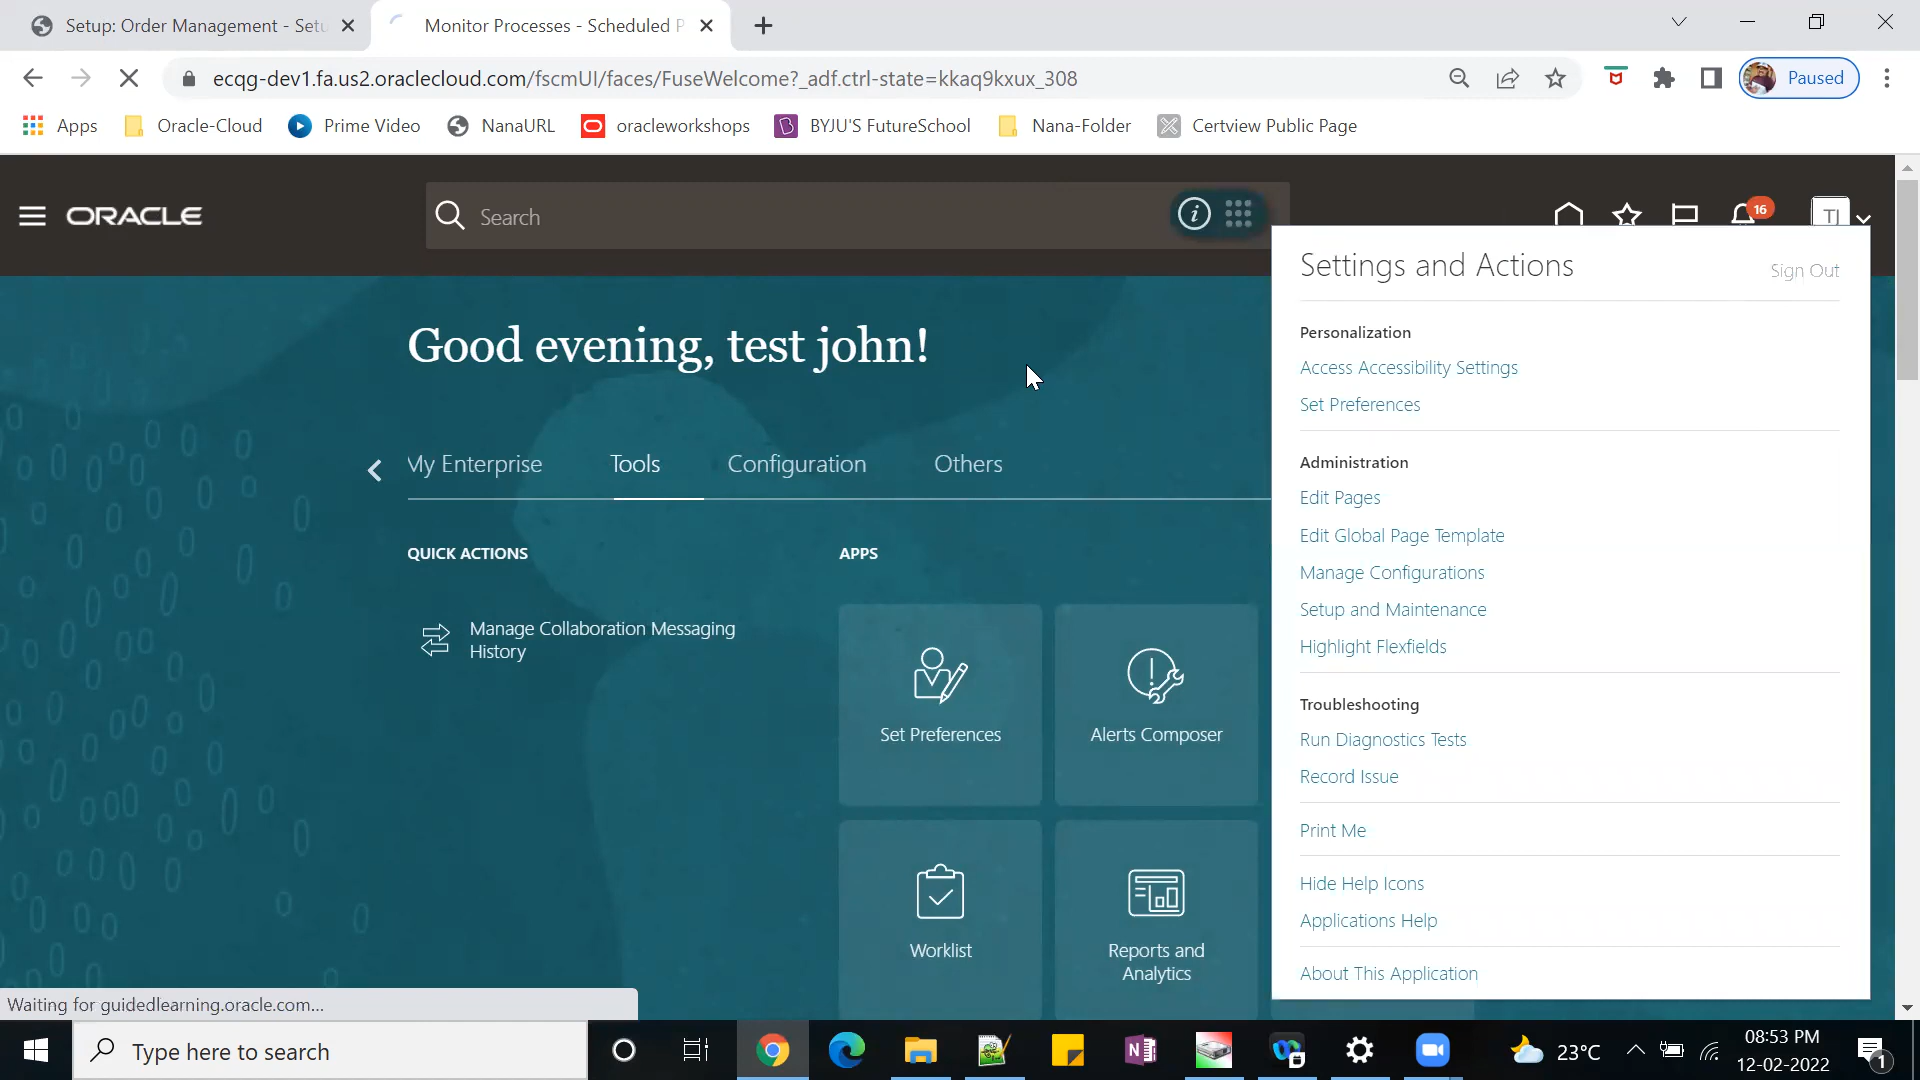 Setup: Order Management - Setu
Monitor Processes - Scheduled P
ecqg-dev1.fa.us2.oraclecloud.com/fscmUI/faces/FuseWelcome?_adf.ctrl-state=kkaq9kxux_308
Paused
Apps
Oracle-Cloud
Prime Video
NanaURL
oracleworkshops
BYJU'S FutureSchool
Nana-Folder
Certview Public Page
ORACLE
Search
16
TJ
Settings and Actions
Sign Out
Good evening, test john!
Personalization
Access Accessibility Settings
Set Preferences
My Enterprise
Tools
Configuration
Others
Administration
Edit Pages
Edit Global Page Template
Manage Configurations
Setup and Maintenance
Highlight Flexfields
QUICK ACTIONS
APPS
Manage Collaboration Messaging
History
Set Preferences
Alerts Composer
Troubleshooting
Run Diagnostics Tests
Record Issue
Print Me
Hide Help Icons
Applications Help
About This Application
Worklist
Reports and
Analytics
Waiting for guidedlearning.oracle.com...
Type here to search
23°C
08:53 PM
12-02-2022
1